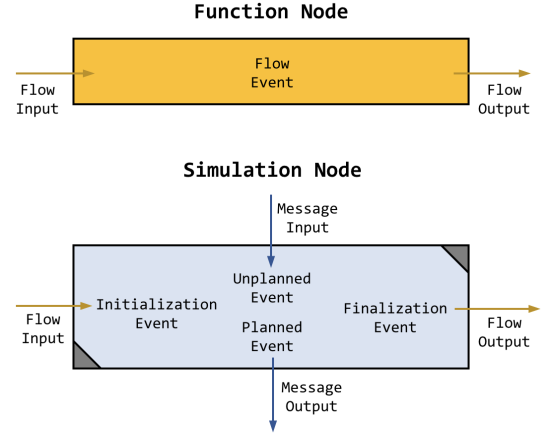 Function Node
Flow
Event
Flow
Input
Flow
Output
Simulation Node
Message
Input
Unplanned
Event
Initialization
Event
Finalization
Event
Flow
Input
Planned
Event
Flow
Output
Message
Output